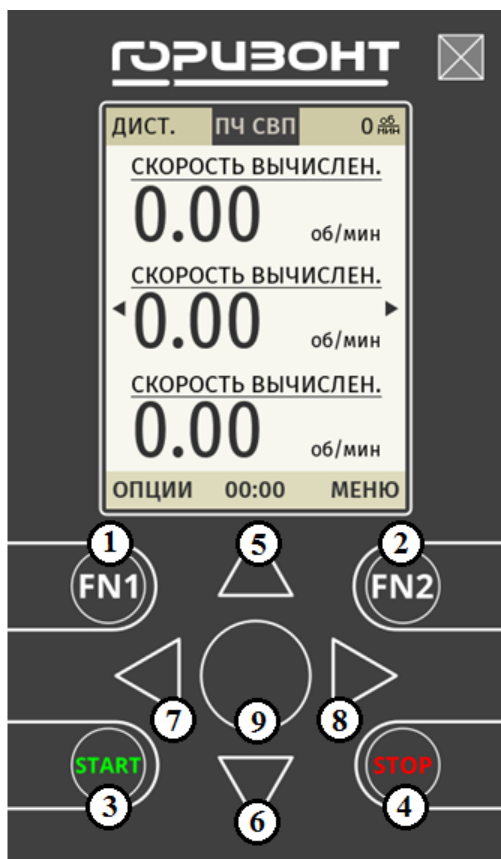 ГОРИЗОНТ
ДИСТ. ПЧ СВП 0 об/мин
СКОРОСТЬ ВЫЧИСЛЕН.
0.00 об/мин
СКОРОСТЬ ВЫЧИСЛЕН.
0.00 об/мин
СКОРОСТЬ ВЫЧИСЛЕН.
0.00 об/мин
ОПЦИИ 00:00 МЕНЮ
1 5 2
FN1 FN2
7 9 8
START STOP
3 6 4